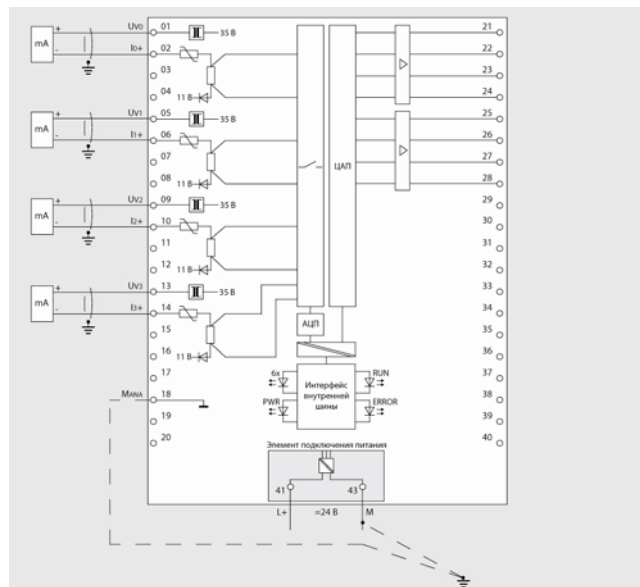 mA
+
-
UV0
I0+
01
35 В
02
03
04
11 В
mA
+
-
UV1
I1+
05
35 В
06
07
08
11 В
mA
+
-
UV2
I2+
09
35 В
10
11
12
11 В
mA
+
-
UV3
I3+
13
35 В
14
15
16
11 В
17
MANA
18
19
20
ЦАП
АЦП
Интерфейс
внутренней
шины
6x
PWR
RUN
ERROR
21
22
23
24
25
26
27
28
29
30
31
32
33
34
35
36
37
38
39
40
Элемент подключения питания
41
43
L+
=24 В
M